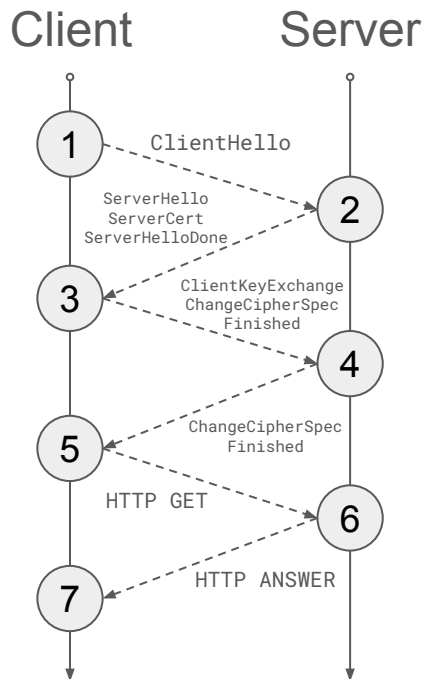 Client
Server
1
ClientHello
2
ServerHello
ServerCert
ServerHelloDone
3
ClientKeyExchange
ChangeCipherSpec
Finished
4
ChangeCipherSpec
Finished
5
HTTP GET
6
HTTP ANSWER
7